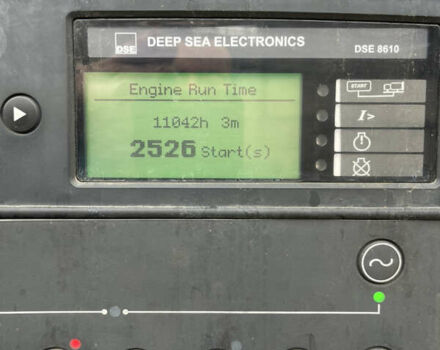 DSE DEEP SEA ELECTRONICS DSE 8610
Engine Run Time
11042h 3m
2526 Start(s)
START
I>